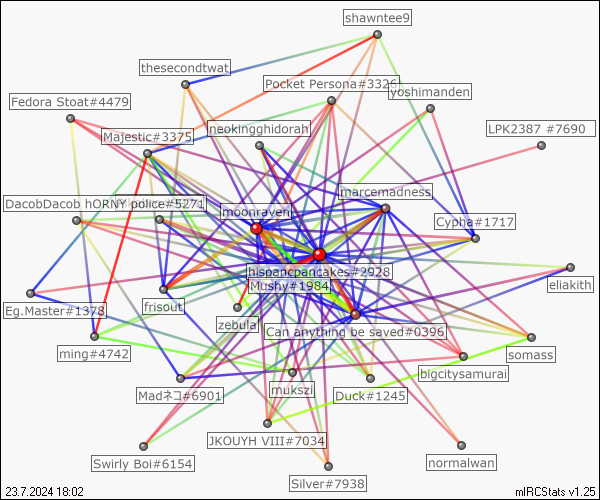 shawntee9
thesecondtwat
Pocket Persona#3326
yoshimanden
Fedora Stoat#4479
neokingghidorah
LPK2387 #7690
Majestic#3375
marcemadness
DacobDacob hORNY police#5271
moonraven
Cypha#1717
hispancpantakes#2928
Mushy#1984
eliakith
Eg.Master#1378
frisout
zebula
Can anything be saved#0396
somass
ming#4742
bigcitysamurai
Madネコ#6901
mukszi
Duck#1245
JKOUYH VIII#7034
Swirly Boi#6154
normalwan
Silver#7938
23.7.2024 18:02
mIRCStats v1.25